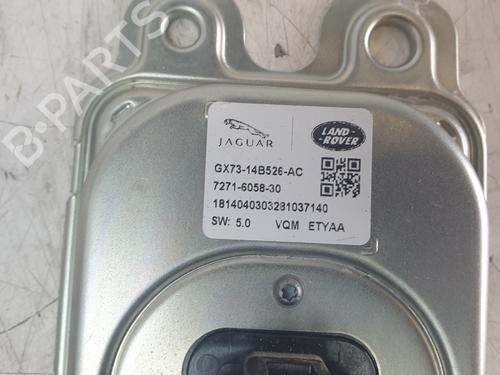 B-PARTS
JAGUAR
LAND-
ROVER
GX73-14B526-AC
7271-6058-30
1814040303281037140
SW: 5.0 VQM ETYAA